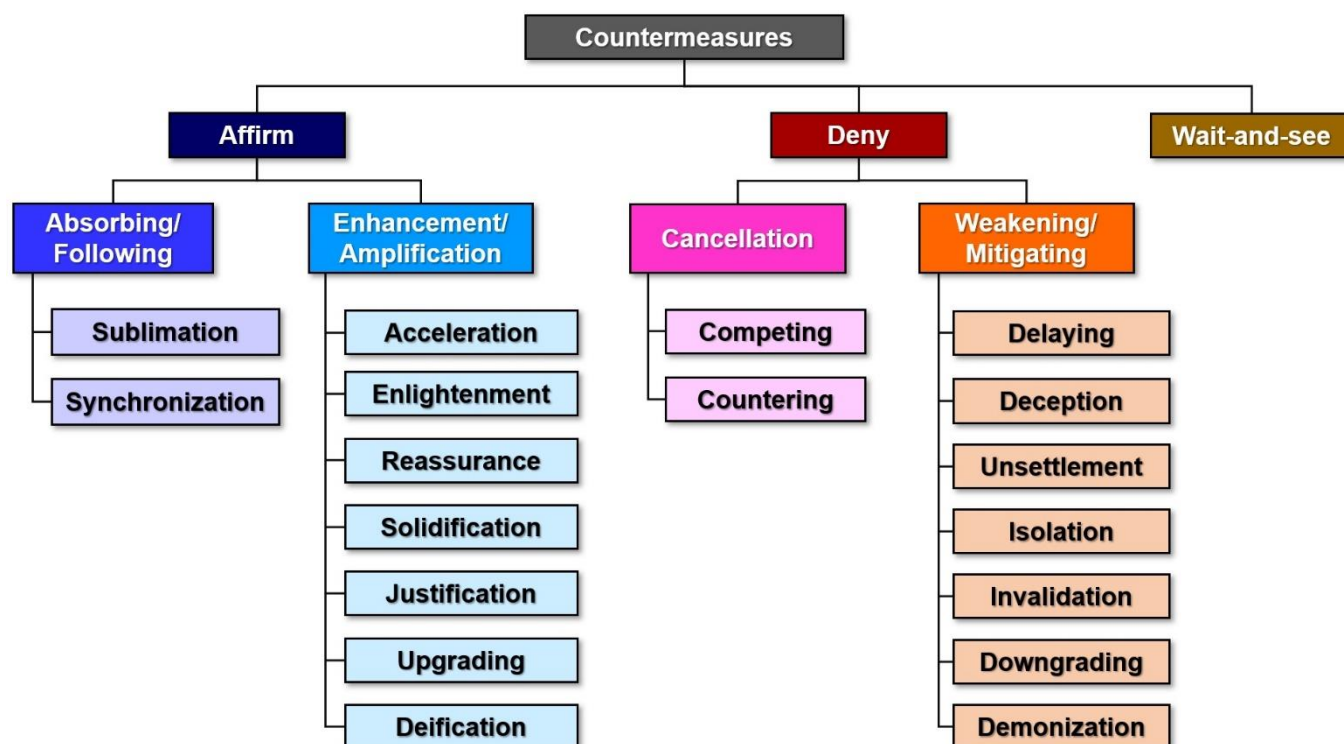 Countermeasures
Affirm
Deny
Wait-and-see
Absorbing/
Following
Enhancement/
Amplification
Cancellation
Weakening/
Mitigating
Sublimation
Synchronization
Acceleration
Enlightenment
Reassurance
Solidification
Justification
Upgrading
Deification
Competing
Countering
Delaying
Deception
Unsettlement
Isolation
Invalidation
Downgrading
Demonization